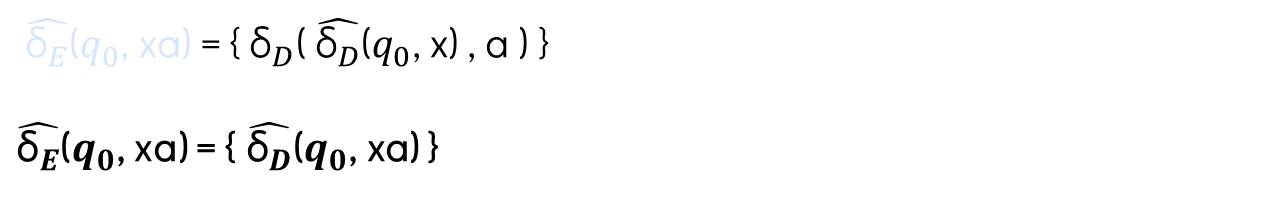 δ̂_E(q₀, xa) = { δ_D( δ̂_D(q₀, x) , a ) }
δ̂_E(q₀, xa) = { δ̂_D(q₀, xa) }